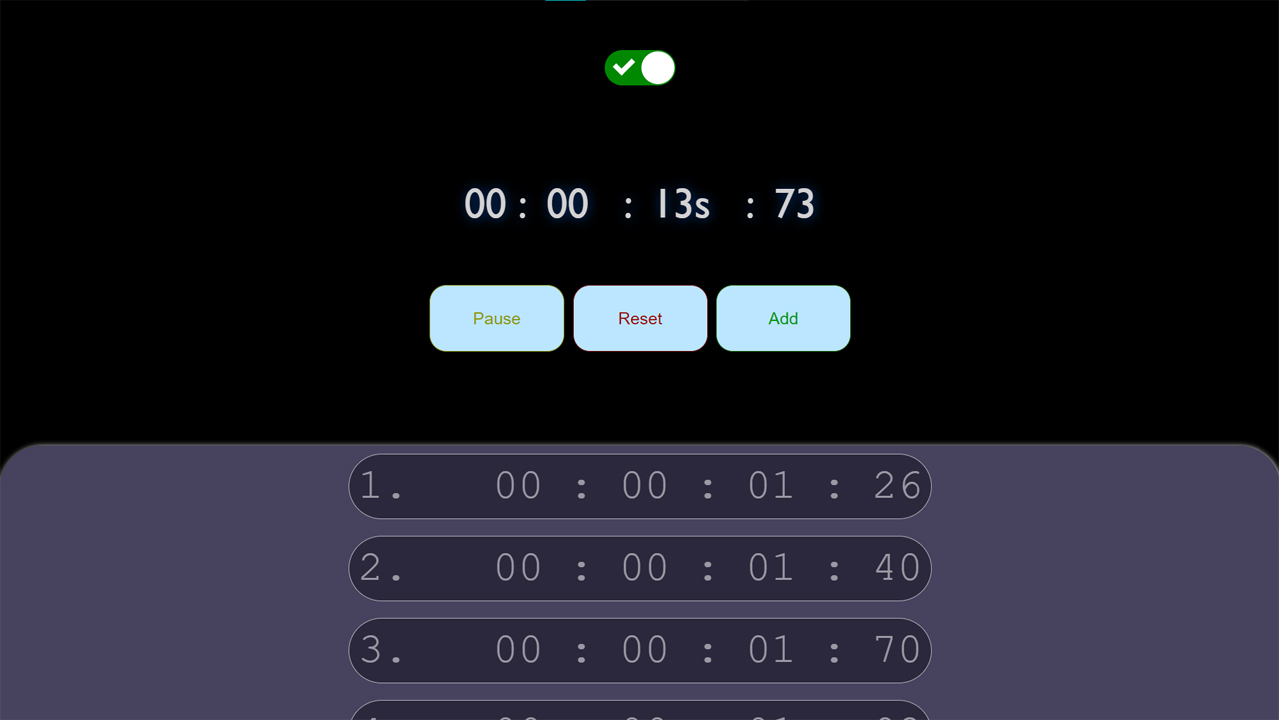 00 : 00 : 13s : 73
Pause Reset Add
1. 00 : 00 : 01 : 26
2. 00 : 00 : 01 : 40
3. 00 : 00 : 01 : 70